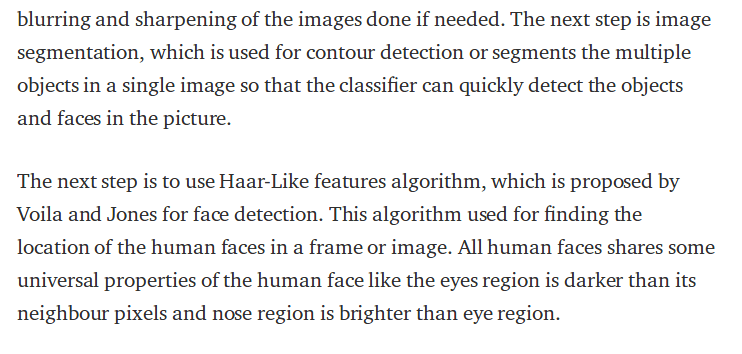 blurring and sharpening of the images done if needed. The next step is image
segmentation, which is used for contour detection or segments the multiple
objects in a single image so that the classifier can quickly detect the objects
and faces in the picture.
The next step is to use Haar-Like features algorithm, which is proposed by
Voila and Jones for face detection. This algorithm used for finding the
location of the human faces in a frame or image. All human faces shares some
universal properties of the human face like the eyes region is darker than its
neighbour pixels and nose region is brighter than eye region.